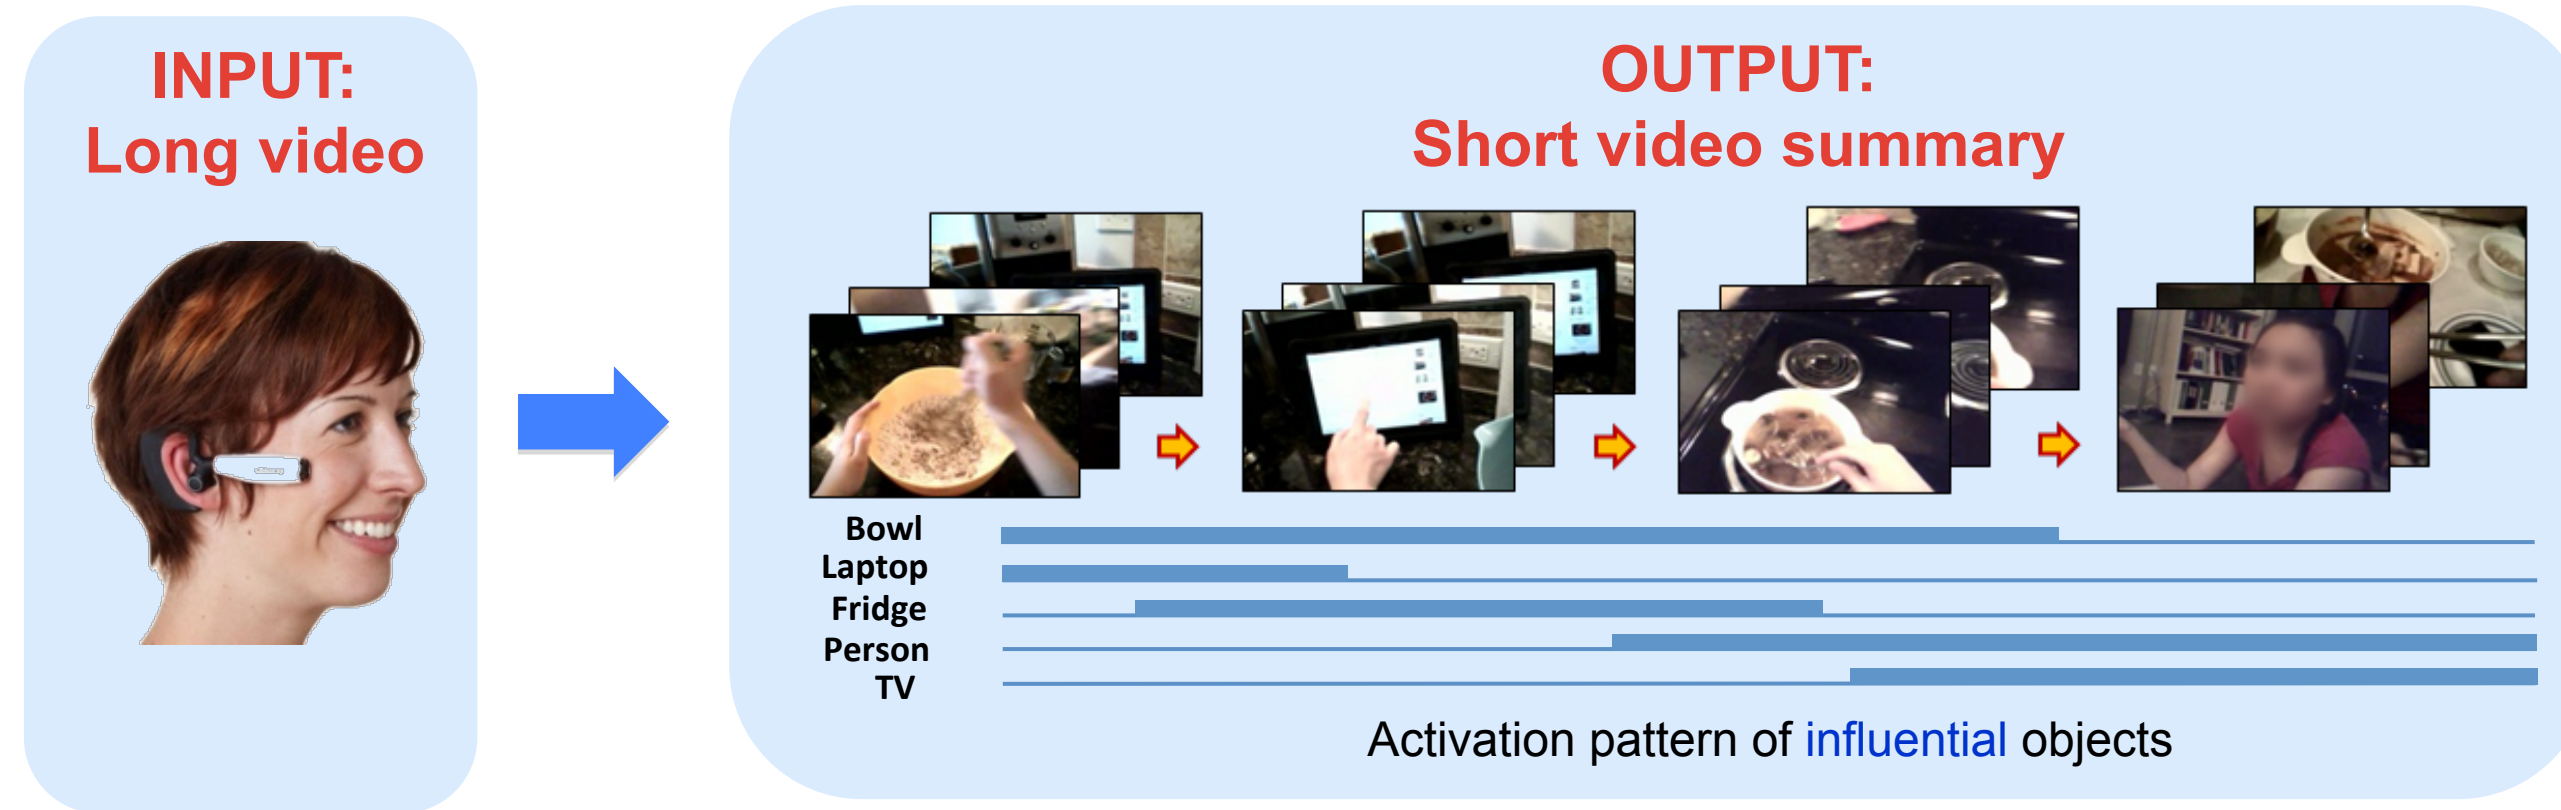 INPUT:
Long video
OUTPUT:
Short video summary
Bowl
Laptop
Fridge
Person
TV
Activation pattern of influential objects